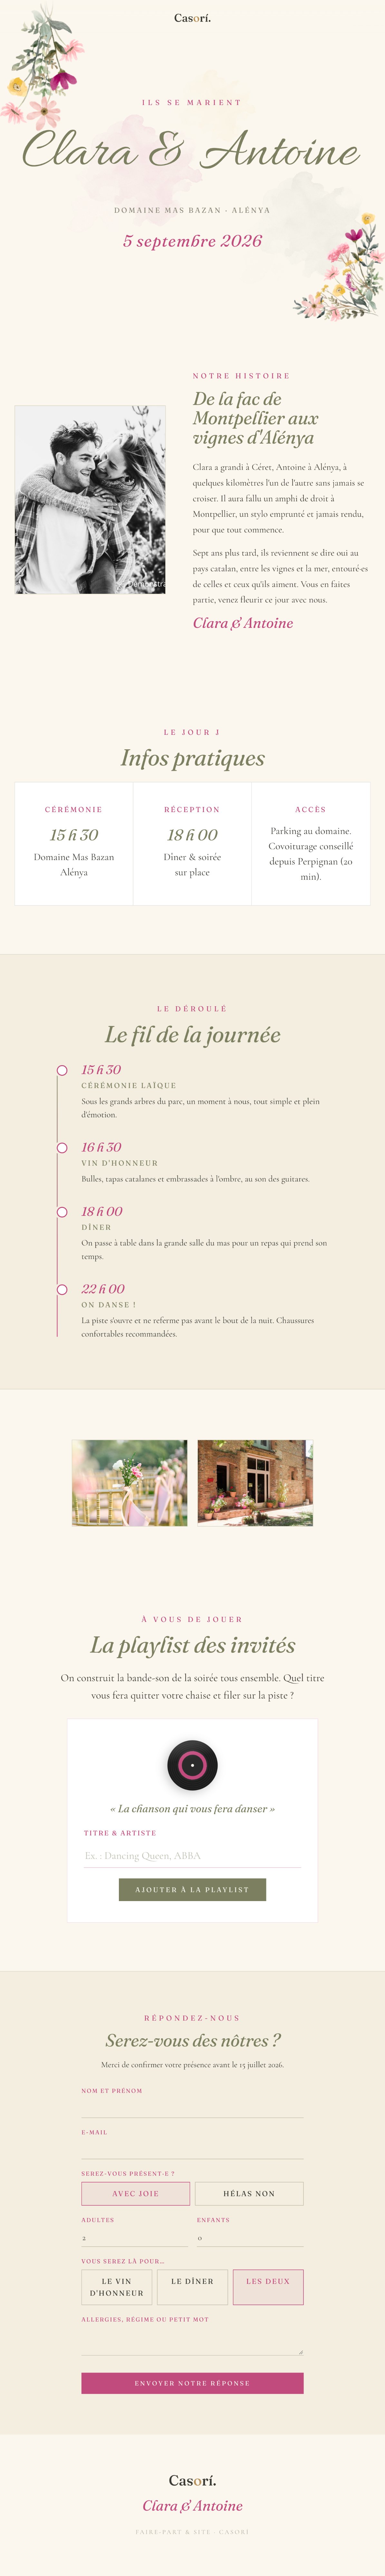 Casorí.
ILS SE MARIENT
Clara & Antoine
DOMAINE MAS BAZAN · ALÉNYA
5 septembre 2026
NOTRE HISTOIRE
De la fac de
Montpellier aux
vignes d'Alénya
Clara a grandi à Céret, Antoine à Alénya, à
quelques kilomètres l'un de l'autre sans jamais se
croiser. Il aura fallu un amphi de droit à
Montpellier, un stylo emprunté et jamais rendu,
pour que tout commence.
Sept ans plus tard, ils reviennent se dire oui au
pays catalan, entre les vignes et la mer, entouré·es
de celles et ceux qu'ils aiment. Vous en faites
partie, venez fleurir ce jour avec nous.
Clara & Antoine
LE JOUR J
Infos pratiques
CÉRÉMONIE
15 h 30
Domaine Mas Bazan
Alénya
RÉCEPTION
18 h 00
Dîner & soirée
sur place
ACCÈS
Parking au domaine.
Covoiturage conseillé
depuis Perpignan (20
min).
LE DÉROULÉ
Le fil de la journée
15 h 30
CÉRÉMONIE LAÏQUE
Sous les grands arbres du parc, un moment à nous, tout simple et plein
d'émotion.
16 h 30
VIN D'HONNEUR
Bulles, tapas catalanes et embrassades à l'ombre, au son des guitares.
18 h 00
DÎNER
On passe à table dans la grande salle du mas pour un repas qui prend son
temps.
22 h 00
ON DANSE !
La piste s'ouvre et ne referme pas avant le bout de la nuit. Chaussures
confortables recommandées.
À VOUS DE JOUER
La playlist des invités
On construit la bande-son de la soirée tous ensemble. Quel titre
vous fera quitter votre chaise et filer sur la piste ?
« La chanson qui vous fera danser »
TITRE & ARTISTE
Ex. : Dancing Queen, ABBA
AJOUTER À LA PLAYLIST
RÉPONDEZ-NOUS
Serez-vous des nôtres ?
Merci de confirmer votre présence avant le 15 juillet 2026.
NOM ET PRÉNOM
E-MAIL
SEREZ-VOUS PRÉSENT·E ?
AVEC JOIE
HÉLAS NON
ADULTES
ENFANTS
2
0
VOUS SEREZ LÀ POUR…
LE VIN
D'HONNEUR
LE DÎNER
LES DEUX
ALLERGIES, RÉGIME OU PETIT MOT
ENVOYER NOTRE RÉPONSE
Casorí.
Clara & Antoine
FAIRE-PART & SITE · CASORÍ